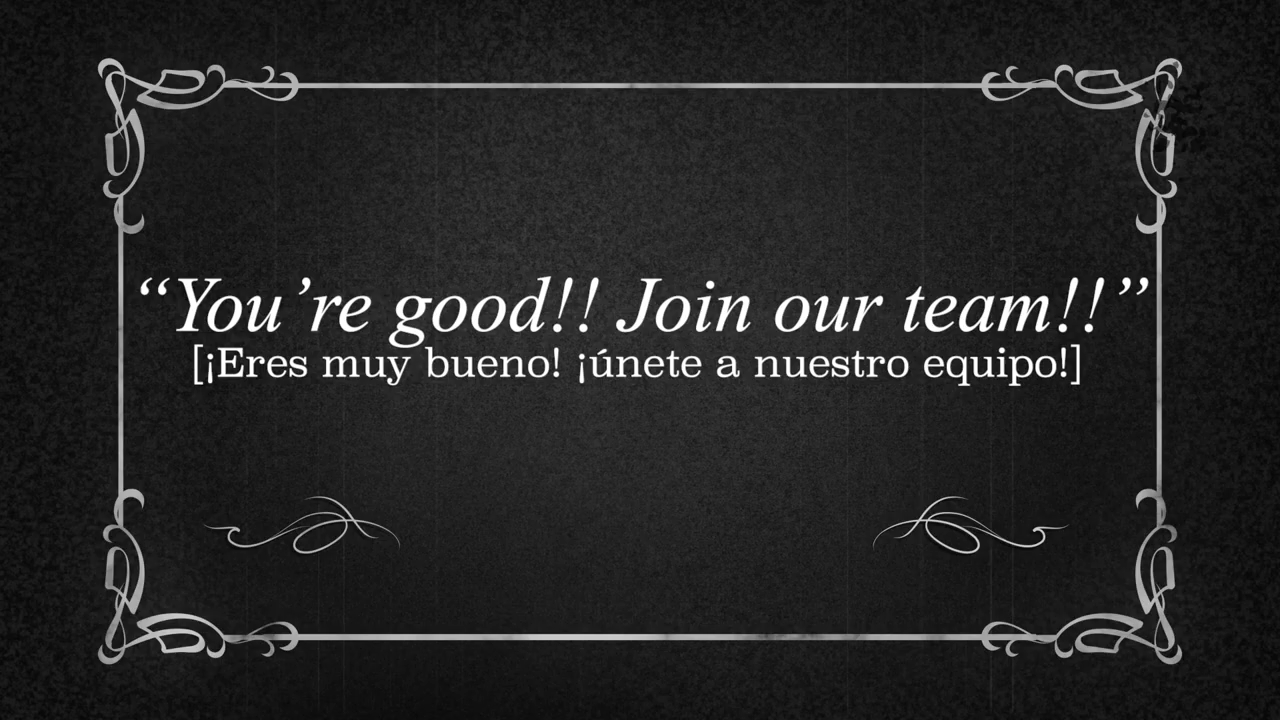 “You’re good!! Join our team!!”
[¡Eres muy bueno! ¡únete a nuestro equipo!]